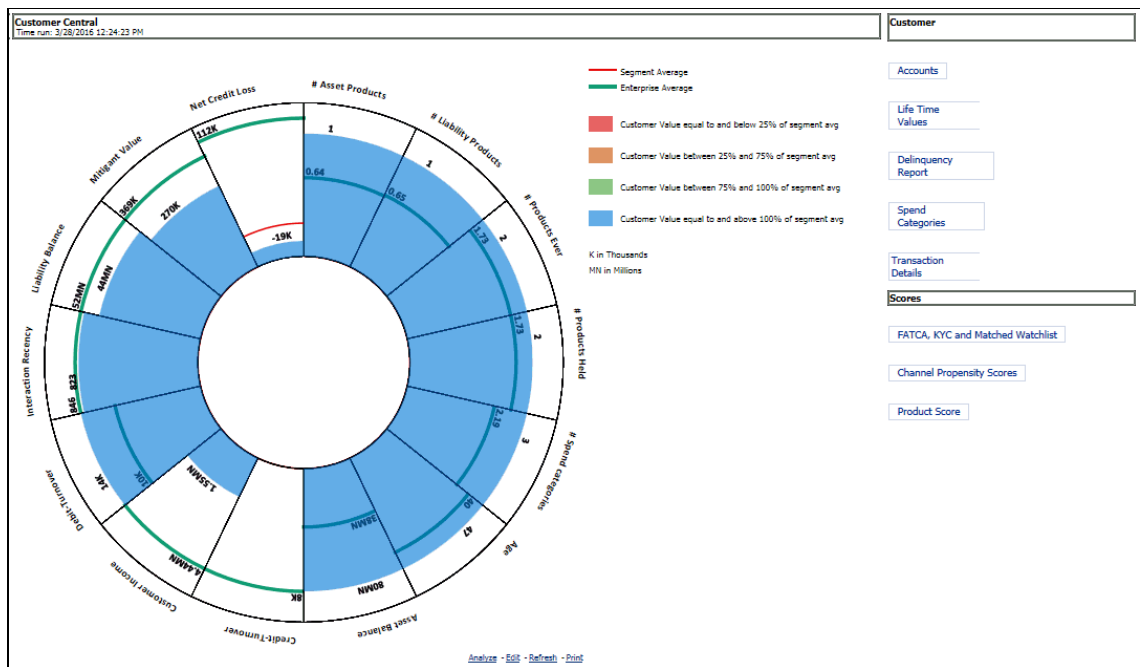 Customer Central
Time run: 3/28/2016 12:24:23 PM
Customer
Segment Average
Enterprise Average
Customer Value equal to and below 25% of segment avg
Customer Value between 25% and 75% of segment avg
Customer Value between 75% and 100% of segment avg
Customer Value equal to and above 100% of segment avg
K in Thousands
MN in Millions
# Asset Products
1
0.64
# Liability Products
1
0.65
# Products Ever
2
1.73
# Products Held
2
1.73
# Spend categories
3
2.19
Age
47
40
Asset Balance
80MN
38MN
Credit-Turnover
8K
Customer Income
4.44MN
1.55MN
Debit-Turnover
14K
10K
Interaction Recency
846
823
Liability Balance
52MN
44MN
Mitigant Value
369K
270K
Net Credit Loss
112K
-19K
Accounts
Life Time
Values
Delinquency
Report
Spend
Categories
Transaction
Details
Scores
FATCA, KYC and Matched Watchlist
Channel Propensity Scores
Product Score
Analyze - Edit - Refresh - Print